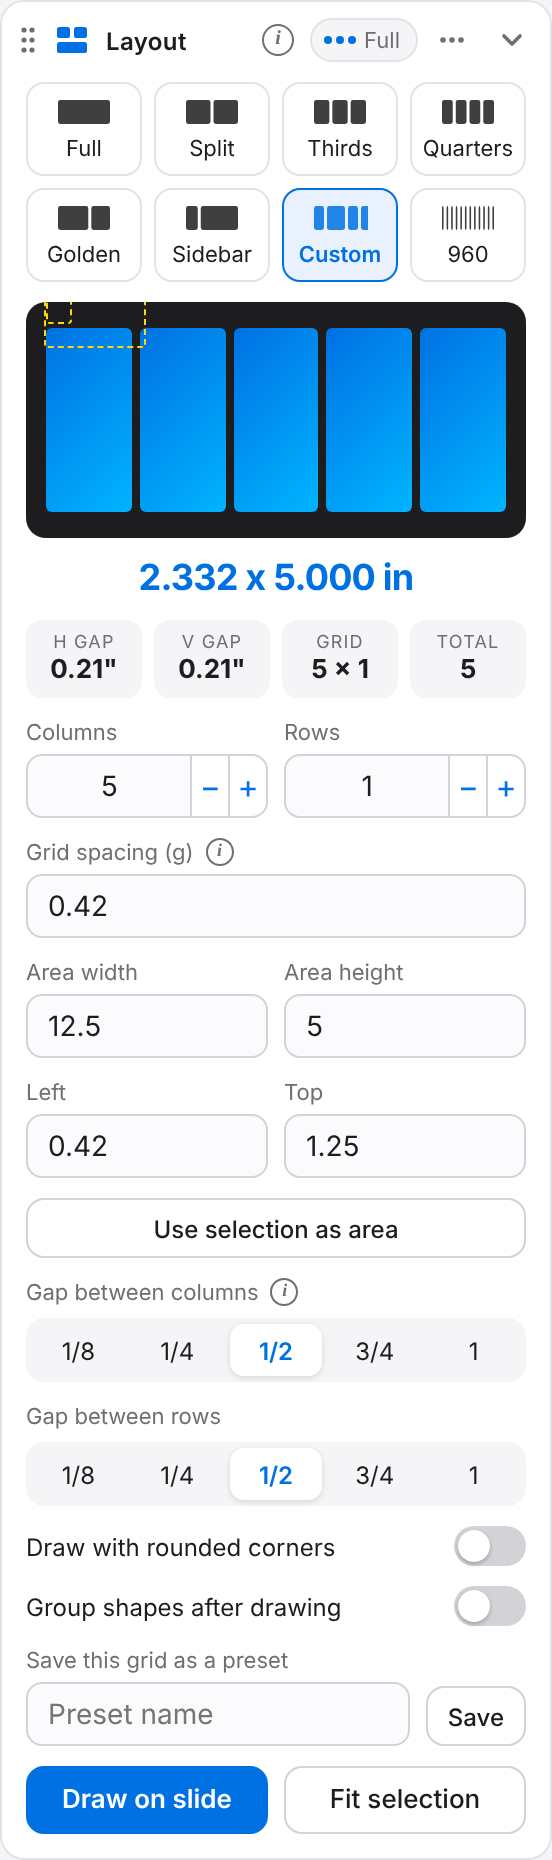 Layout
i
Full
Full
Split
Thirds
Quarters
Golden
Sidebar
Custom
960
2.332 x 5.000 in
H GAP
0.21"
V GAP
0.21"
GRID
5 × 1
TOTAL
5
Columns
Rows
5 − +
1 − +
Grid spacing (g) i
0.42
Area width
Area height
12.5
5
Left
Top
0.42
1.25
Use selection as area
Gap between columns i
1/8 1/4 1/2 3/4 1
Gap between rows
1/8 1/4 1/2 3/4 1
Draw with rounded corners
Group shapes after drawing
Save this grid as a preset
Preset name
Save
Draw on slide
Fit selection